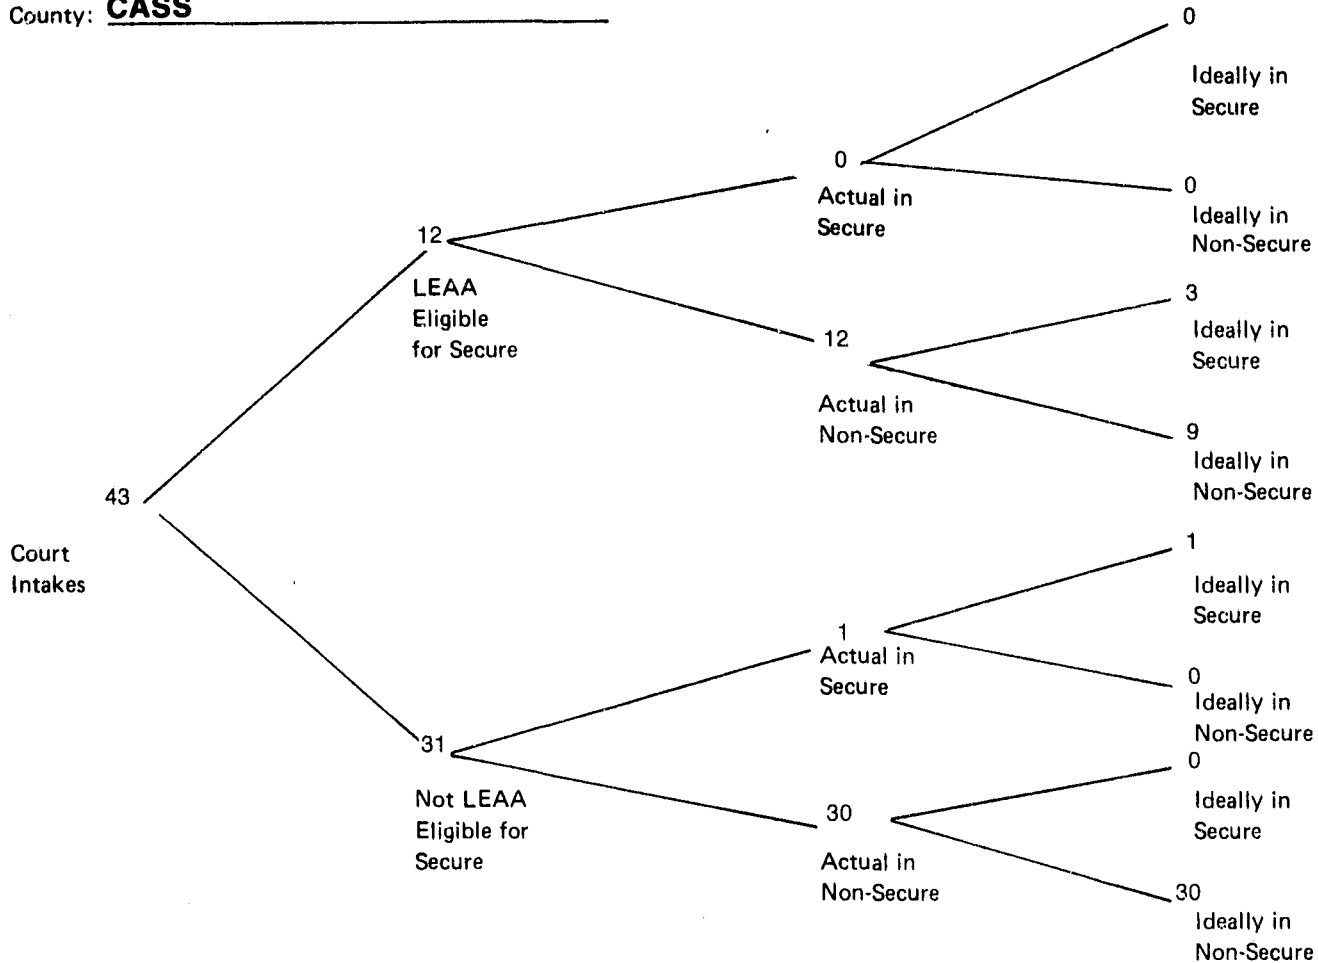 County: CASS
0
Ideally in
Secure
0
Actual in
Secure
0
Ideally in
Non-Secure
12
LEAA
Eligible
for Secure
3
Ideally in
Secure
12
Actual in
Non-Secure
9
Ideally in
Non-Secure
43
Court
Intakes
1
Ideally in
Secure
1
Actual in
Secure
0
Ideally in
Non-Secure
31
Not LEAA
Eligible for
Secure
0
Ideally in
Secure
30
Actual in
Non-Secure
30
Ideally in
Non-Secure